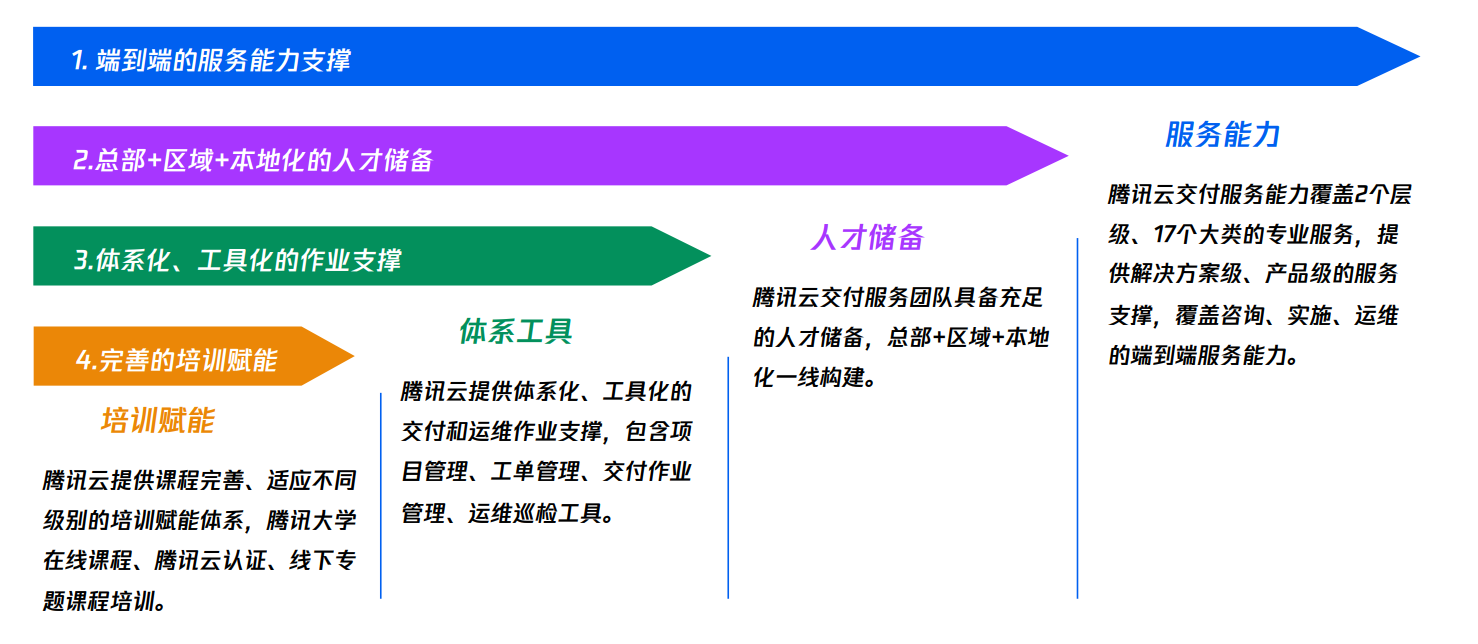 1. 端到端的服务能力支撑
2.总部+区域+本地化的人才储备
3.体系化、工具化的作业支撑
4.完善的培训赋能
培训赋能
腾讯云提供课程完善、适应不同
级别的培训赋能体系，腾讯大学
在线课程、腾讯云认证、线下专
题课程培训。
体系工具
腾讯云提供体系化、工具化的
交付和运维作业支撑，包含项
目管理、工单管理、交付作业
管理、运维巡检工具。
人才储备
腾讯云交付服务团队具备充足
的人才储备，总部+区域+本地
化一线构建。
服务能力
腾讯云交付服务能力覆盖2个层
级、17个大类的专业服务，提
供解决方案级、产品级的服务
支撑，覆盖咨询、实施、运维
的端到端服务能力。